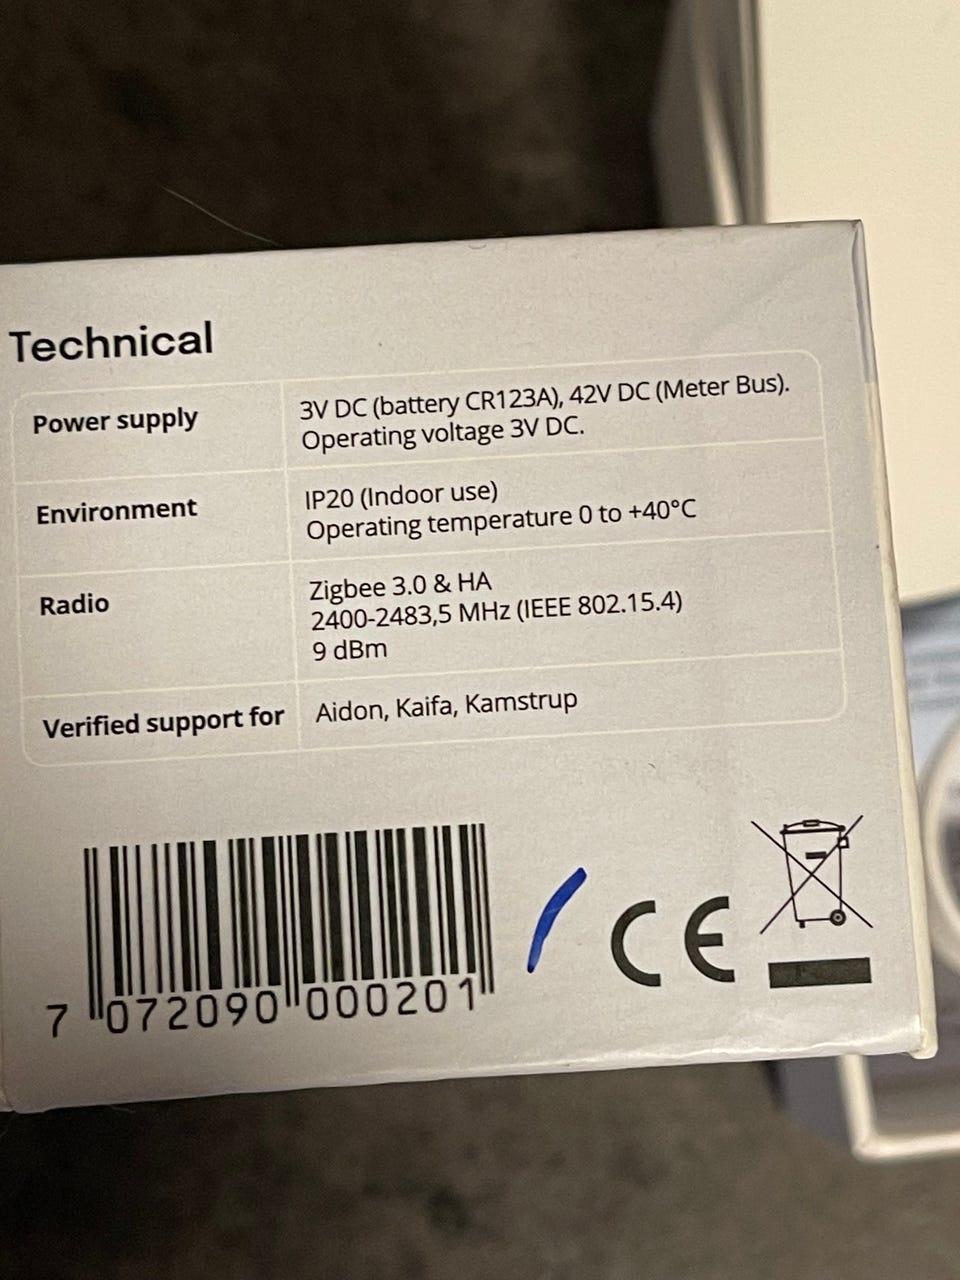 Technical
Power supply
3V DC (battery CR123A), 42V DC (Meter Bus).
Operating voltage 3V DC.
Environment
IP20 (Indoor use)
Operating temperature 0 to +40°C
Radio
Zigbee 3.0 & HA
2400-2483,5 MHz (IEEE 802.15.4)
9 dBm
Verified support for
Aidon, Kaifa, Kamstrup
7 072090 000201
CE